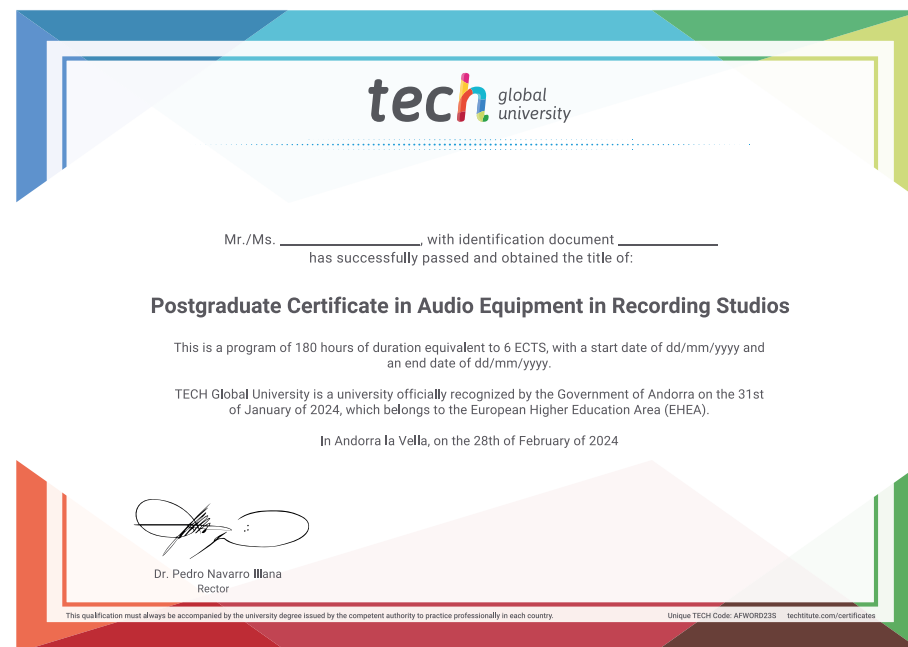 tech global
university
Mr./Ms. ____________, with identification document ____________
has successfully passed and obtained the title of:
Postgraduate Certificate in Audio Equipment in Recording Studios
This is a program of 180 hours of duration equivalent to 6 ECTS, with a start date of dd/mm/yyyy and
an end date of dd/mm/yyyy.
TECH Global University is a university officially recognized by the Government of Andorra on the 31st
of January of 2024, which belongs to the European Higher Education Area (EHEA).
In Andorra la Vella, on the 28th of February of 2024
Dr. Pedro Navarro Illana
Rector
This qualification must always be accompanied by the university degree issued by the competent authority to practice professionally in each country.
Unique TECH Code: AFWORD23S techtitute.com/certificates